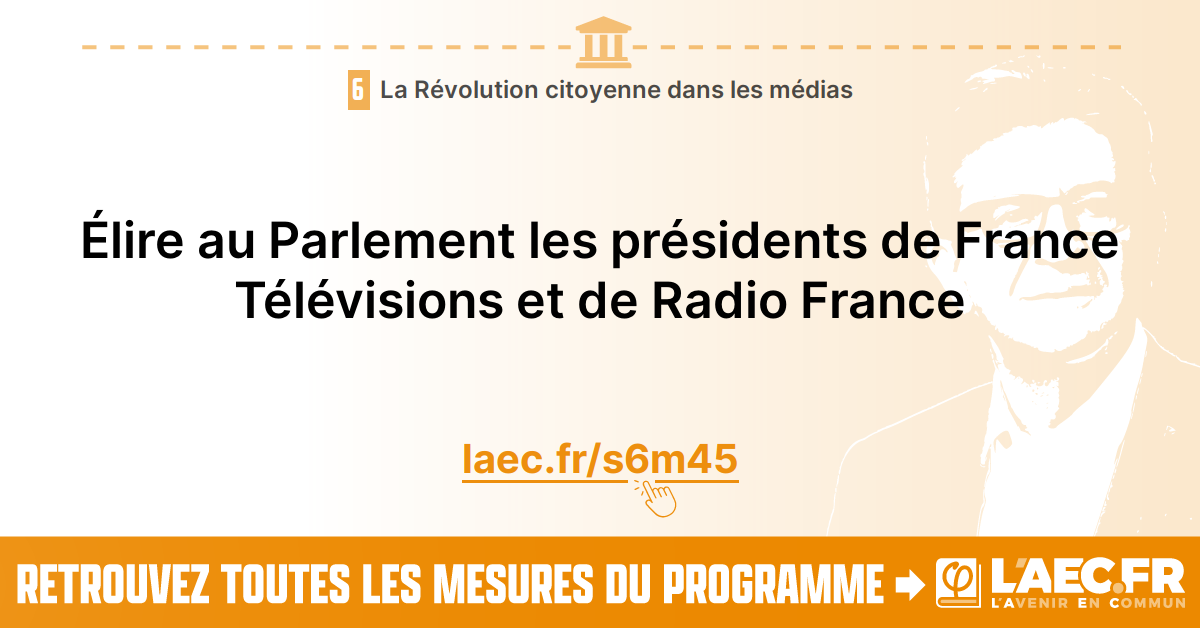 6 La Révolution citoyenne dans les médias
Élire au Parlement les présidents de France
Télévisions et de Radio France
laec.fr/s6m45
RETROUVEZ TOUTES LES MESURES DU PROGRAMME
L'AEC.FR
L'AVENIR EN COMMUN